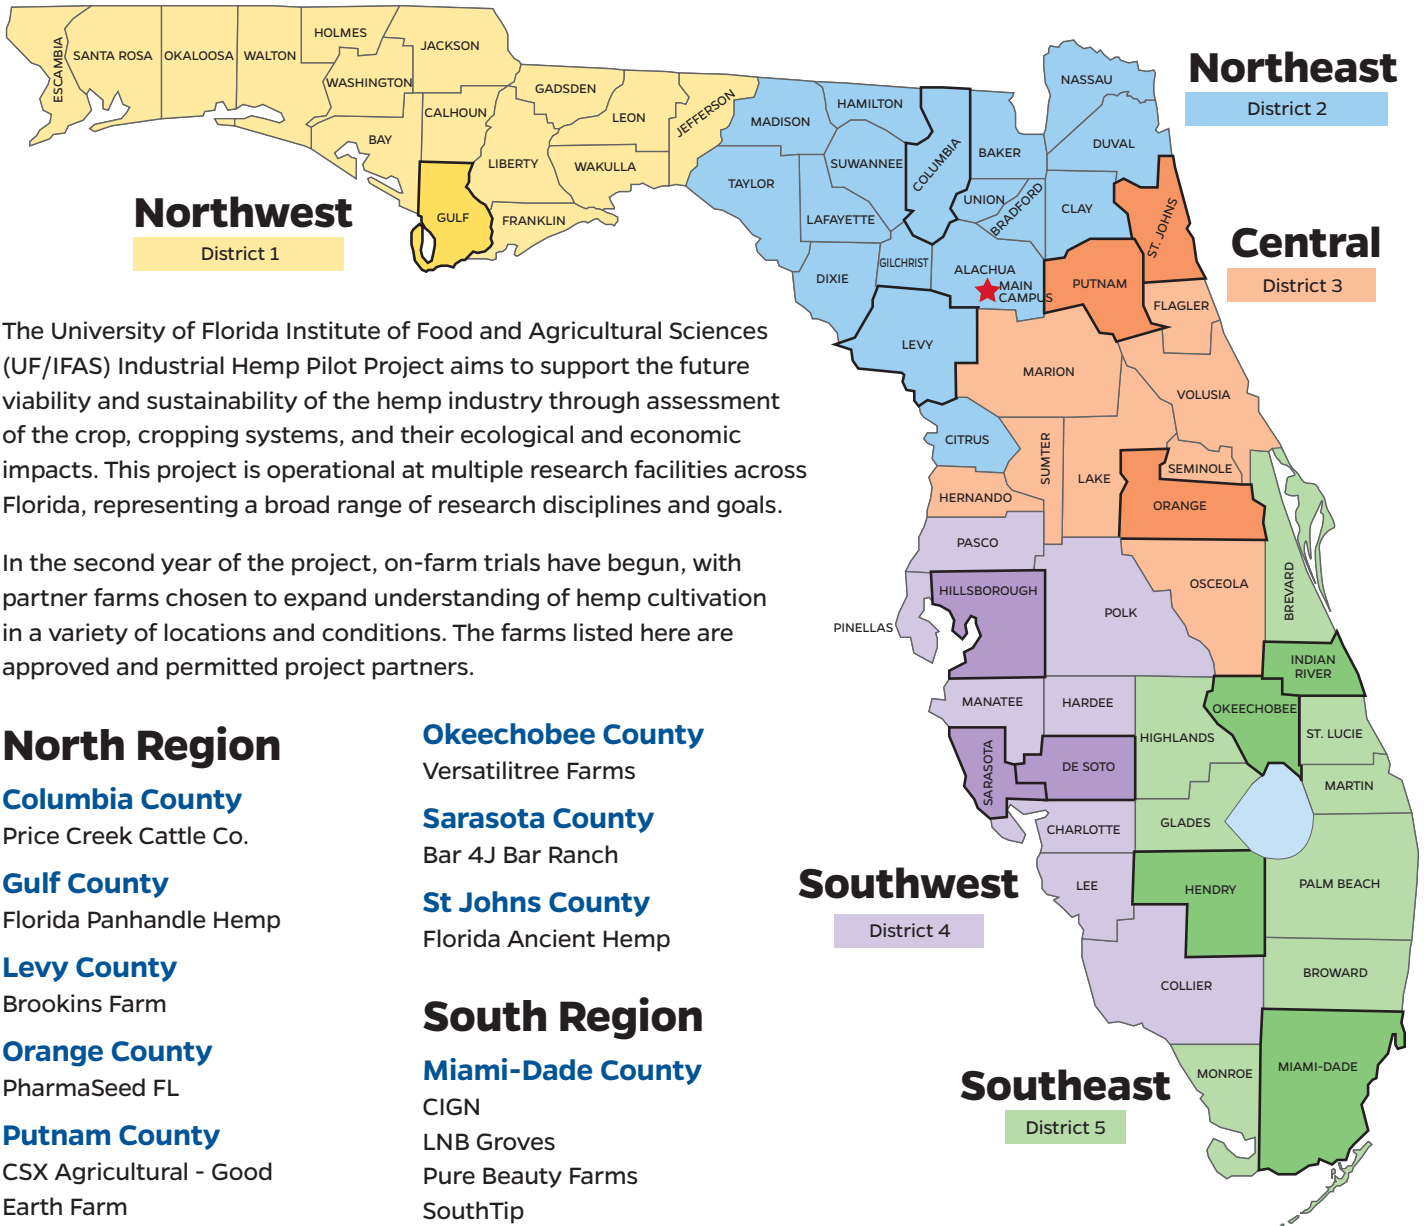 ESCAMBIA
SANTA ROSA
OKALOOSA
WALTON
HOLMES
WASHINGTON
JACKSON
BAY
CALHOUN
GULF
LIBERTY
GADSDEN
LEON
WAKULLA
FRANKLIN
JEFFERSON
Northwest
District 1
MADISON
TAYLOR
HAMILTON
SUWANNEE
LAFAYETTE
DIXIE
COLUMBIA
GILCHRIST
LEVY
BAKER
UNION
BRADFORD
ALACHUA
MAIN
CAMPUS
NASSAU
DUVAL
CLAY
CITRUS
Northeast
District 2
ST. JOHNS
PUTNAM
FLAGLER
MARION
VOLUSIA
SUMTER
LAKE
SEMINOLE
ORANGE
HERNANDO
OSCEOLA
Central
District 3
The University of Florida Institute of Food and Agricultural Sciences
(UF/IFAS) Industrial Hemp Pilot Project aims to support the future
viability and sustainability of the hemp industry through assessment
of the crop, cropping systems, and their ecological and economic
impacts. This project is operational at multiple research facilities across
Florida, representing a broad range of research disciplines and goals.
In the second year of the project, on-farm trials have begun, with
partner farms chosen to expand understanding of hemp cultivation
in a variety of locations and conditions. The farms listed here are
approved and permitted project partners.
PASCO
HILLSBOROUGH
PINELLAS
POLK
MANATEE
HARDEE
SARASOTA
DE SOTO
CHARLOTTE
LEE
COLLIER
Southwest
District 4
BREVARD
INDIAN
RIVER
OKEECHOBEE
HIGHLANDS
ST. LUCIE
MARTIN
GLADES
HENDRY
PALM BEACH
BROWARD
MONROE
MIAMI-DADE
Southeast
District 5
North Region
Columbia County
Price Creek Cattle Co.
Gulf County
Florida Panhandle Hemp
Levy County
Brookins Farm
Orange County
PharmaSeed FL
Putnam County
CSX Agricultural - Good
Earth Farm
Okeechobee County
Versatilitree Farms
Sarasota County
Bar 4J Bar Ranch
St Johns County
Florida Ancient Hemp
South Region
Miami-Dade County
CIGN
LNB Groves
Pure Beauty Farms
SouthTip